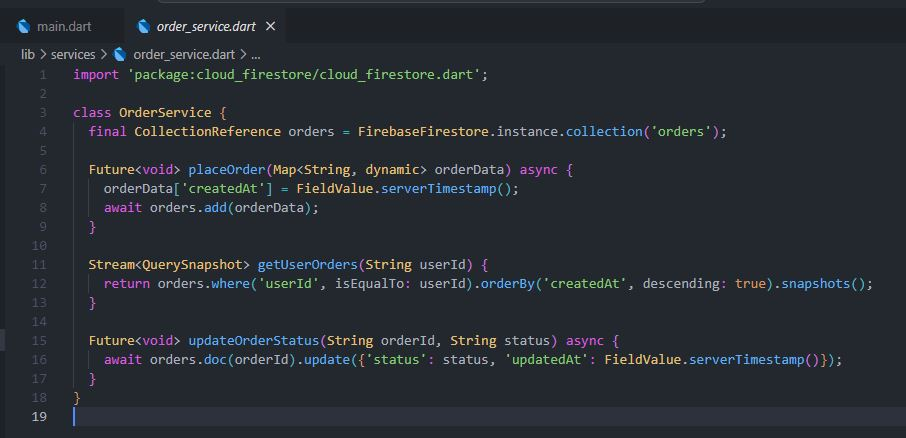 main.dart
order_service.dart ×
lib > services > order_service.dart > ...
1 import 'package:cloud_firestore/cloud_firestore.dart';
2
3 class OrderService {
4   final CollectionReference orders = FirebaseFirestore.instance.collection('orders');
5
6   Future<void> placeOrder(Map<String, dynamic> orderData) async {
7     orderData['createdAt'] = FieldValue.serverTimestamp();
8     await orders.add(orderData);
9   }
10
11   Stream<QuerySnapshot> getUserOrders(String userId) {
12     return orders.where('userId', isEqualTo: userId).orderBy('createdAt', descending: true).snapshots();
13   }
14
15   Future<void> updateOrderStatus(String orderId, String status) async {
16     await orders.doc(orderId).update({'status': status, 'updatedAt': FieldValue.serverTimestamp()});
17   }
18 }
19